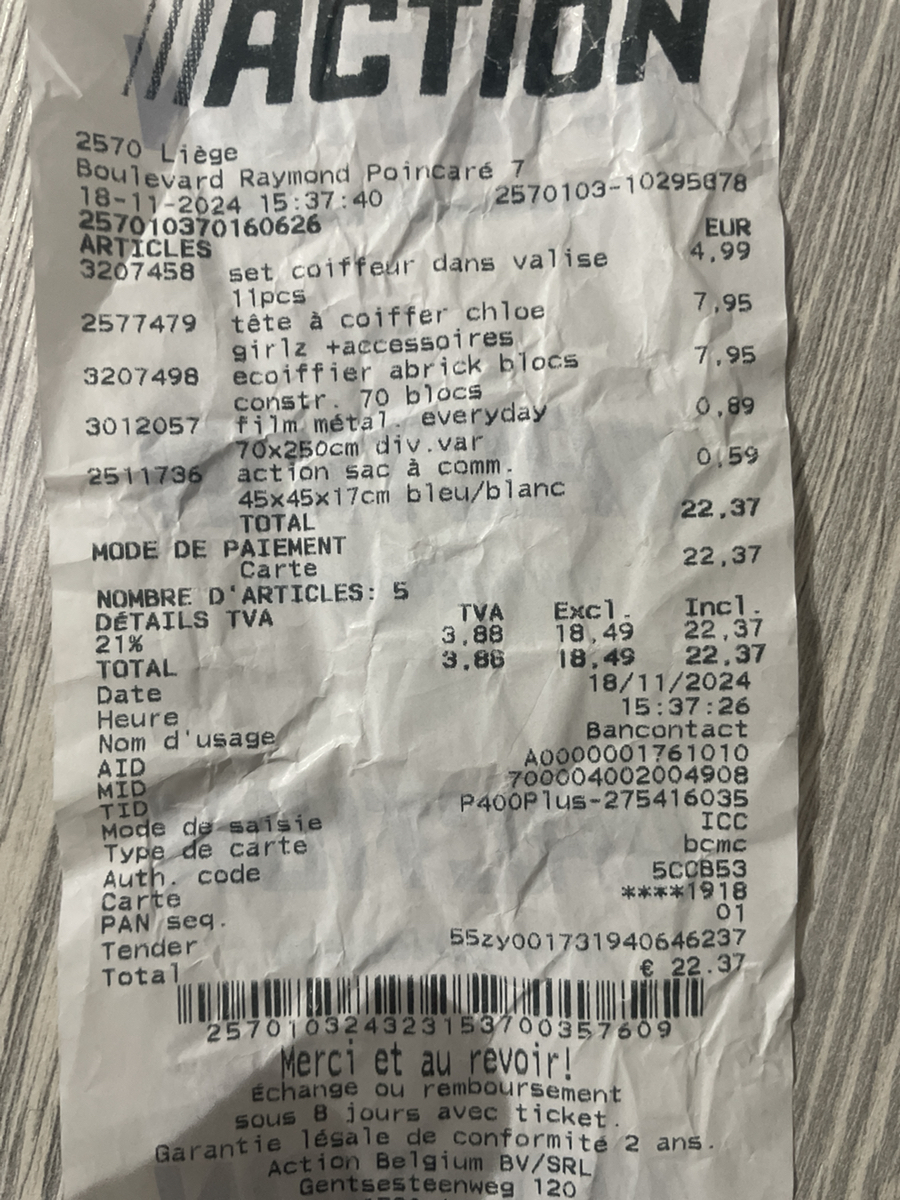 ACTION
2570 Liège
Boulevard Raymond Poincaré 7
18-11-2024 15:37:40 2570103-10295078
257010370160626 EUR
ARTICLES
3207458 set coiffeur dans valise 4,99
11pcs
2577479 tête à coiffer chloe 7,95
girlz +accessoires
3207498 ecoiffier abrick blocs 7,95
constr. 70 blocs
3012057 film métal. everyday 0,89
70x250cm div.var
2511736 action sac à comm. 0,59
45x45x17cm bleu/blanc
TOTAL 22,37
MODE DE PAIEMENT
Carte 22,37
NOMBRE D'ARTICLES: 5
DÉTAILS TVA TVA Excl. Incl.
21% 3,88 18,49 22,37
TOTAL 3,88 18,49 22,37
Date 18/11/2024
Heure 15:37:26
Nom d'usage Bancontact
AID A0000001761010
MID 700004002004908
TID P400Plus-275416035
Mode de saisie ICC
Type de carte bcmc
Auth. code 5CCB53
Carte ****1918
PAN seq. 01
Tender 55zy001731940646237
Total € 22.37
257010324323153700357609
Merci et au revoir!
Échange ou remboursement
sous 8 jours avec ticket.
Garantie légale de conformité 2 ans.
Action Belgium BV/SRL
Gentsesteenweg 120